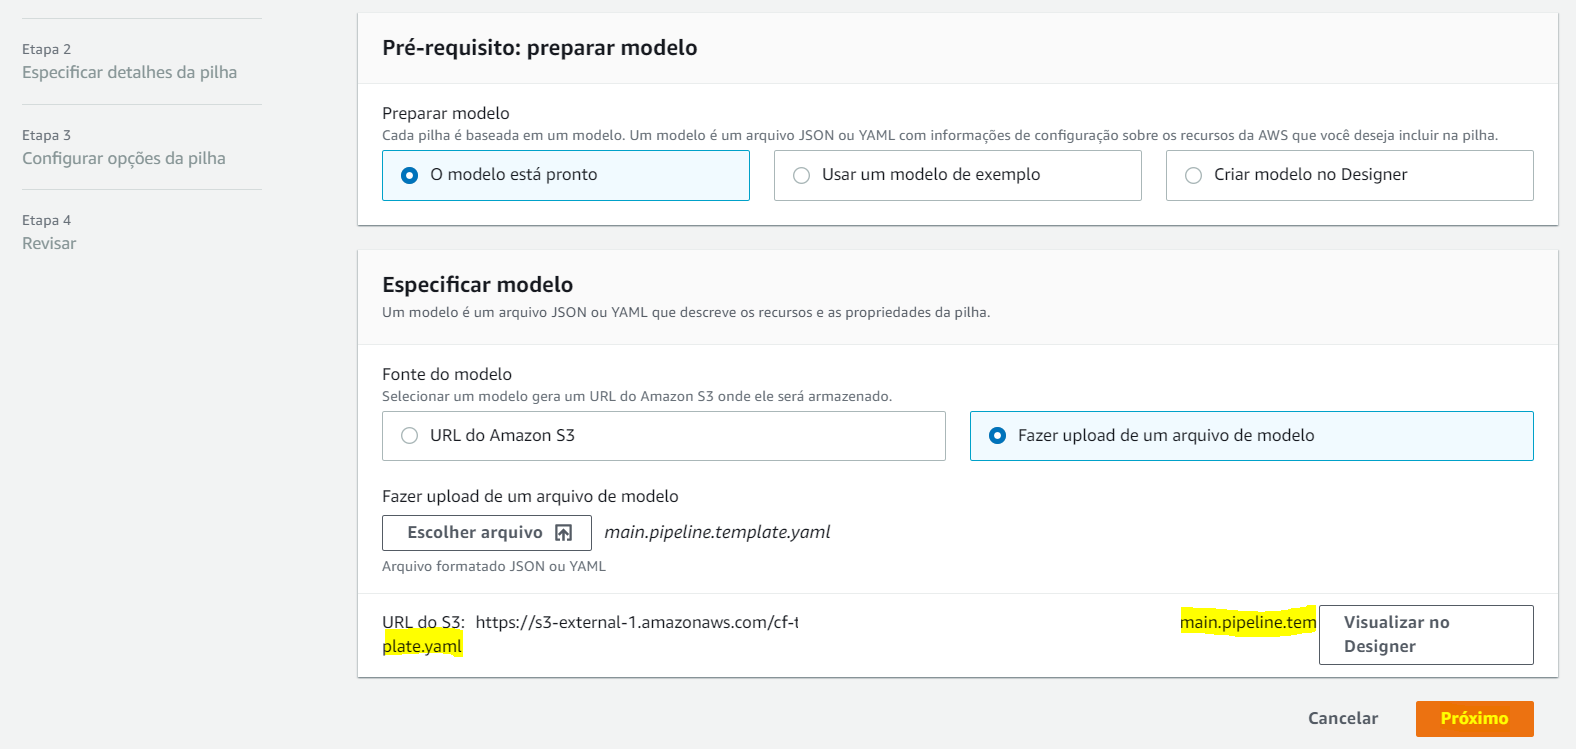 Etapa 2
Especificar detalhes da pilha
Etapa 3
Configurar opções da pilha
Etapa 4
Revisar
Pré-requisito: preparar modelo
Preparar modelo
Cada pilha é baseada em um modelo. Um modelo é um arquivo JSON ou YAML com informações de configuração sobre os recursos da AWS que você deseja incluir na pilha.
O modelo está pronto
Usar um modelo de exemplo
Criar modelo no Designer
Especificar modelo
Um modelo é um arquivo JSON ou YAML que descreve os recursos e as propriedades da pilha.
Fonte do modelo
Selecionar um modelo gera um URL do Amazon S3 onde ele será armazenado.
URL do Amazon S3
Fazer upload de um arquivo de modelo
Fazer upload de um arquivo de modelo
Escolher arquivo main.pipeline.template.yaml
Arquivo formatado JSON ou YAML
URL do S3: https://s3-external-1.amazonaws.com/cf-t main.pipeline.tem
plate.yaml
Visualizar no
Designer
Cancelar
Próximo